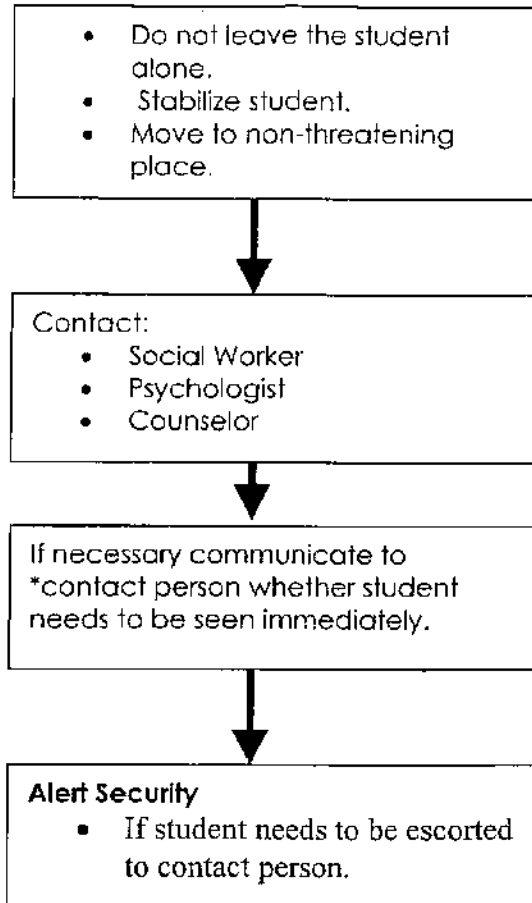 • Do not leave the student
alone.
• Stabilize student.
• Move to non-threatening
place.
Contact:
• Social Worker
• Psychologist
• Counselor
If necessary communicate to
*contact person whether student
needs to be seen immediately.
Alert Security
• If student needs to be escorted
to contact person.